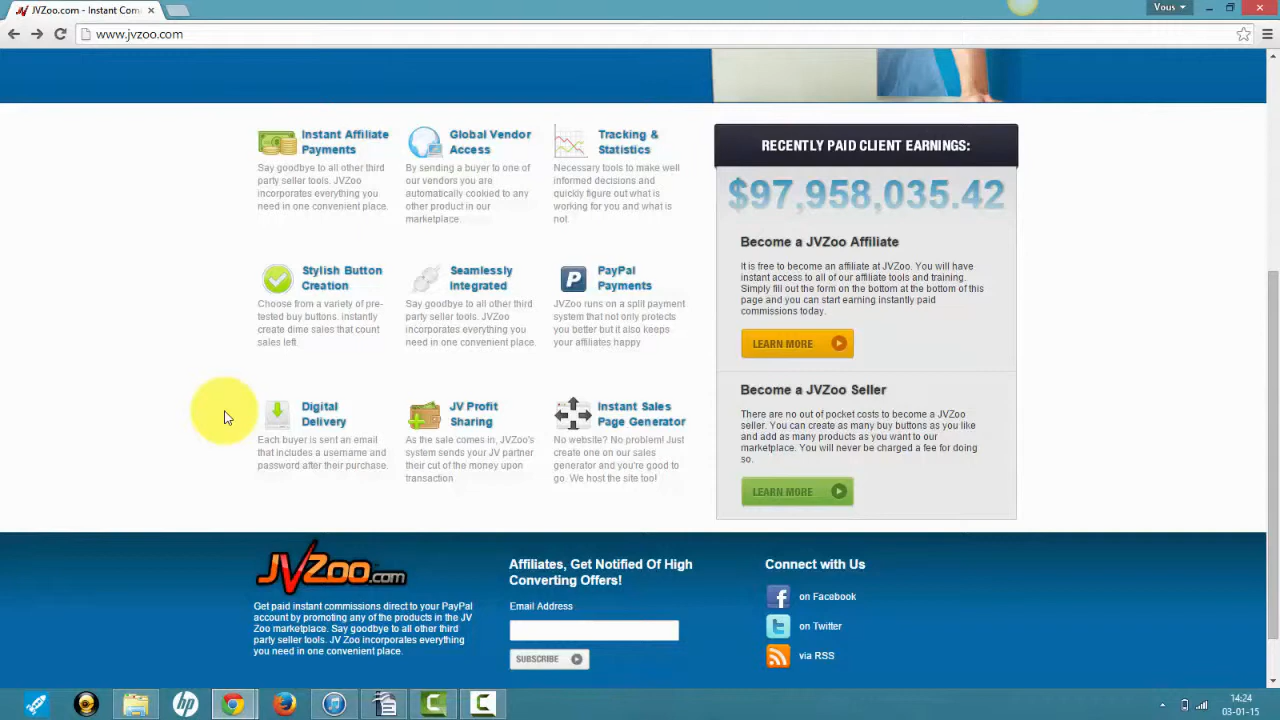 JVZoo.com - Instant Com
Vous
www.jvzoo.com
Instant Affiliate
Payments
Say goodbye to all other third
party seller tools. JVZoo
incorporates everything you
need in one convenient place.
Global Vendor
Access
By sending a buyer to one of
our vendors you are
automatically cookied to any
other product in our
marketplace.
Tracking &
Statistics
Necessary tools to make well
informed decisions and
quickly figure out what is
working for you and what is
not.
Stylish Button
Creation
Choose from a variety of pre-
tested buy buttons. instantly
create dime sales that count
sales left.
Seamlessly
Integrated
Say goodbye to all other third
party seller tools. JVZoo
incorporates everything you
need in one convenient place.
PayPal
Payments
JVZoo runs on a split payment
system that not only protects
you better but it also keeps
your affiliates happy
Digital
Delivery
Each buyer is sent an email
that includes a username and
password after their purchase.
JV Profit
Sharing
As the sale comes in, JVZoo's
system sends your JV partner
their cut of the money upon
transaction
Instant Sales
Page Generator
No website? No problem! Just
create one on our sales
generator and you're good to
go. We host the site too!
RECENTLY PAID CLIENT EARNINGS:
$97,958,035.42
Become a JVZoo Affiliate
It is free to become an affiliate at JVZoo. You will have
instant access to all of our affiliate tools and training.
Simply fill out the form on the bottom at the bottom of this
page and you can start earning instantly paid
commissions today.
LEARN MORE
Become a JVZoo Seller
There are no out of pocket costs to become a JVZoo
seller. You can create as many buy buttons as you like
and add as many products as you want to our
marketplace. You will never be charged a fee for doing
so.
LEARN MORE
JVZoo.com
Get paid instant commissions direct to your PayPal
account by promoting any of the products in the JV
Zoo marketplace. Say goodbye to all other third
party seller tools. JV Zoo incorporates everything
you need in one convenient place.
Affiliates, Get Notified Of High
Converting Offers!
Email Address
SUBSCRIBE
Connect with Us
on Facebook
on Twitter
via RSS
14:24
03-01-15